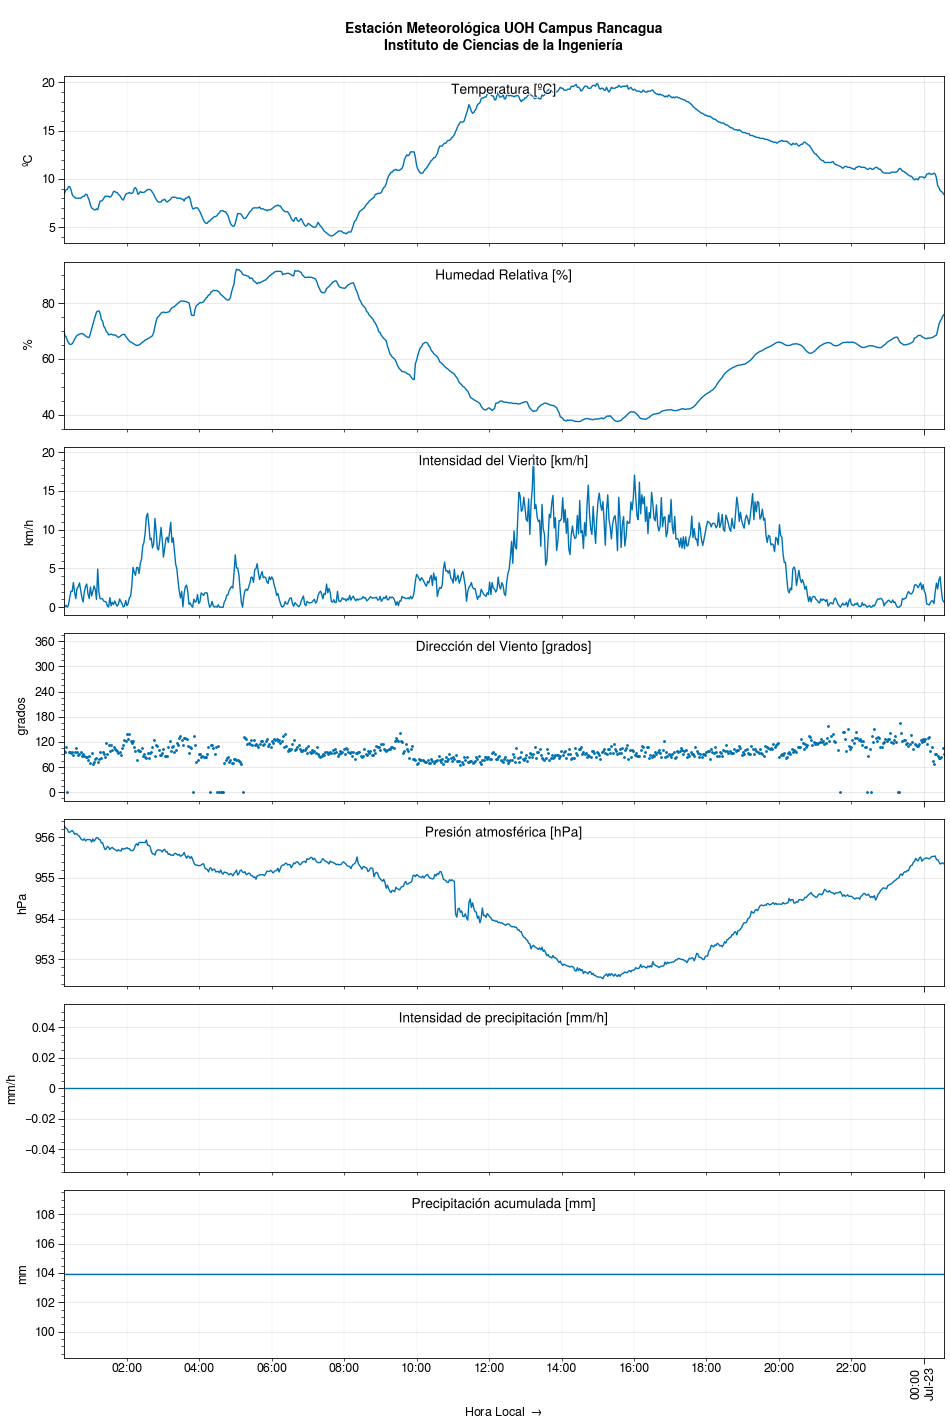 Estación Meteorológica UOH Campus Rancagua
Instituto de Ciencias de la Ingeniería
Temperatura [ºC]
20
15
10
5
ºC
Humedad Relativa [%]
80
60
40
%
Intensidad del Viento [km/h]
20
15
10
5
0
km/h
Dirección del Viento [grados]
360
300
240
180
120
60
0
grados
Presión atmosférica [hPa]
956
955
954
953
hPa
Intensidad de precipitación [mm/h]
0.04
0.02
0
−0.02
−0.04
mm/h
Precipitación acumulada [mm]
108
106
104
102
100
mm
02:00 04:00 06:00 08:00 10:00 12:00 14:00 16:00 18:00 20:00 22:00
00:00
Jul-23
Hora Local →